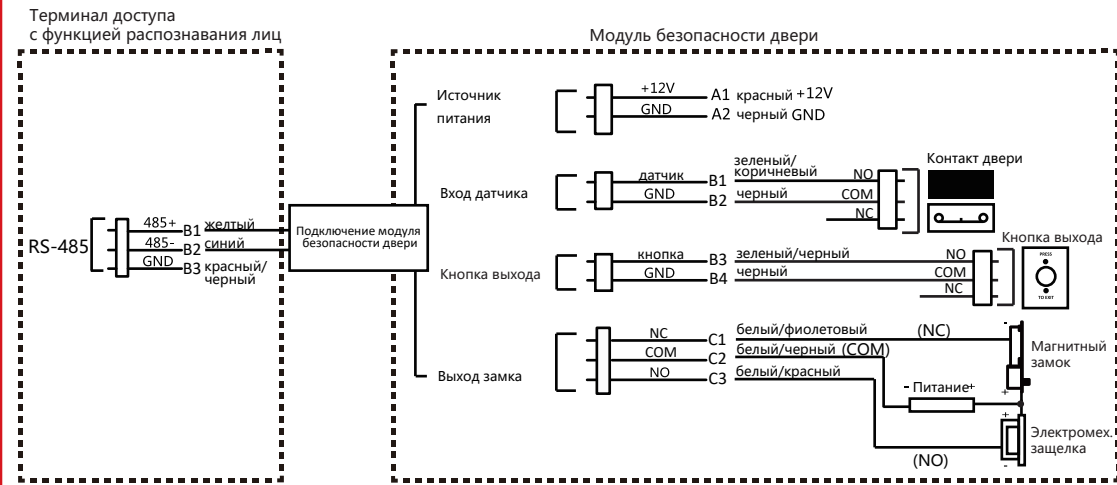 Терминал доступа
с функцией распознавания лиц
RS-485
485+ B1 желтый
485- B2 синий
GND B3 красный/
черный
Подключение модуля
безопасности двери
Модуль безопасности двери
Источник
питания
+12V A1 красный +12V
GND A2 черный GND
Вход датчика
зеленый/
датчик B1 коричневый NO
GND B2 черный COM
NC
Контакт двери
Кнопка выхода
кнопка B3 зеленый/черный NO
GND B4 черный COM
NC
Кнопка выхода
PRESS
TO EXIT
Выход замка
NC C1 белый/фиолетовый (NC)
COM C2 белый/черный (COM)
NO C3 белый/красный
- Питание+
(NO)
-
Магнитный
замок
+
+
Электромех.
защелка
-